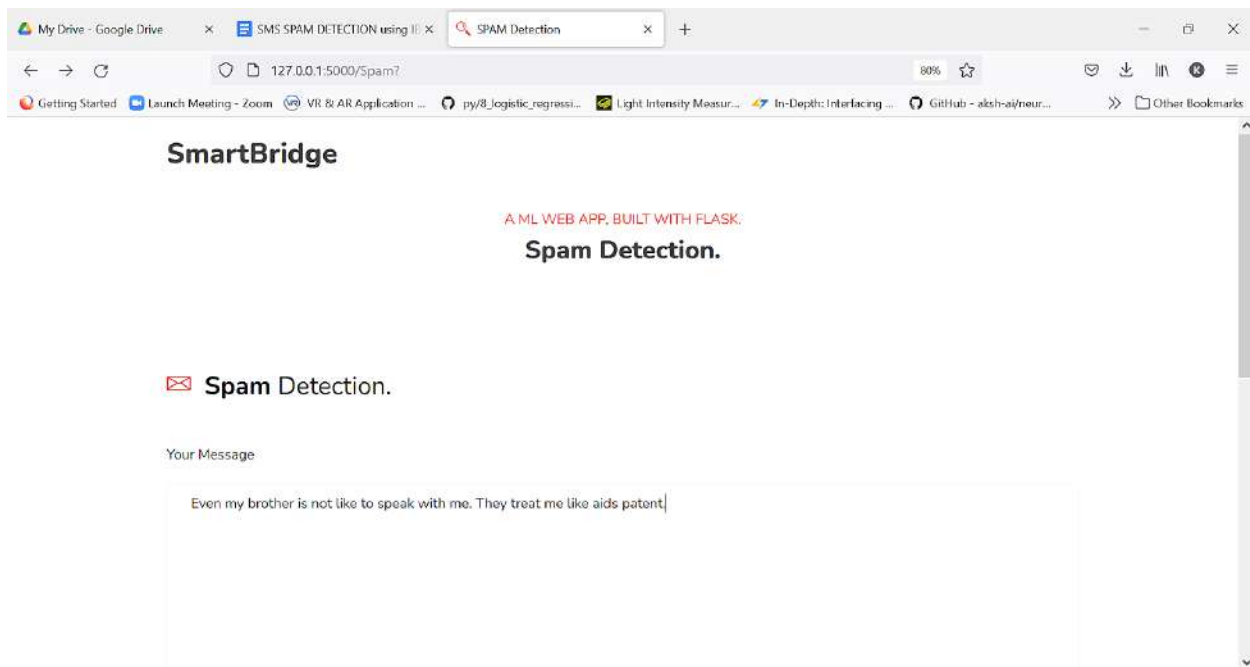 My Drive - Google Drive
SMS SPAM DETECTION using IE
SPAM Detection
127.0.0.1:5000/Spam?
80%
Getting Started
Launch Meeting - Zoom
VR & AR Application ...
py/8_logistic_regressi...
Light Intensity Measur...
In-Depth: Interfacing ...
GitHub - aksh-ai/neur...
Other Bookmarks
SmartBridge
A ML WEB APP, BUILT WITH FLASK.
Spam Detection.
Spam Detection.
Your Message
Even my brother is not like to speak with me. They treat me like aids patent.